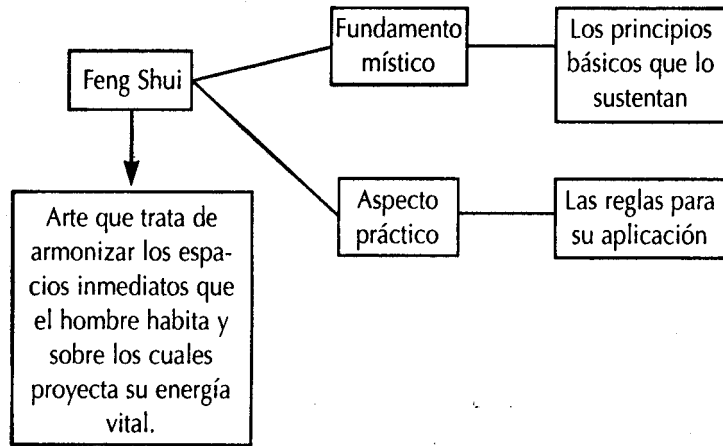 Feng Shui
Fundamento
místico
Los principios
básicos que lo
sustentan
Aspecto
práctico
Las reglas para
su aplicación
Arte que trata de
armonizar los espa-
cios inmediatos que
el hombre habita y
sobre los cuales
proyecta su energía
vital.